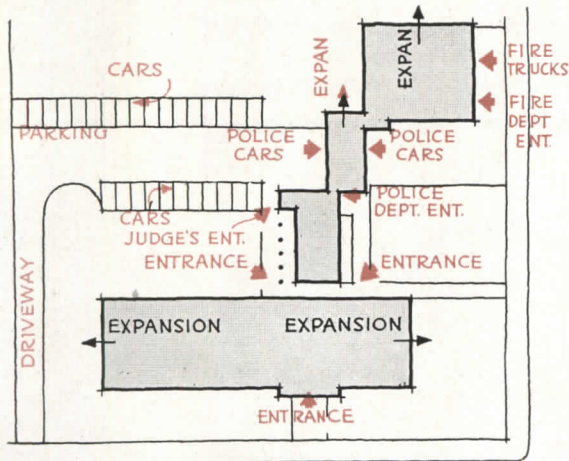 CARS
PARKING
EXPAN
EXPAN
FIRE
TRUCKS
FIRE
DEPT
ENT.
POLICE
CARS
POLICE
CARS
CARS
JUDGE'S ENT.
POLICE
DEPT. ENT.
ENTRANCE
ENTRANCE
DRIVEWAY
EXPANSION
EXPANSION
ENTRANCE